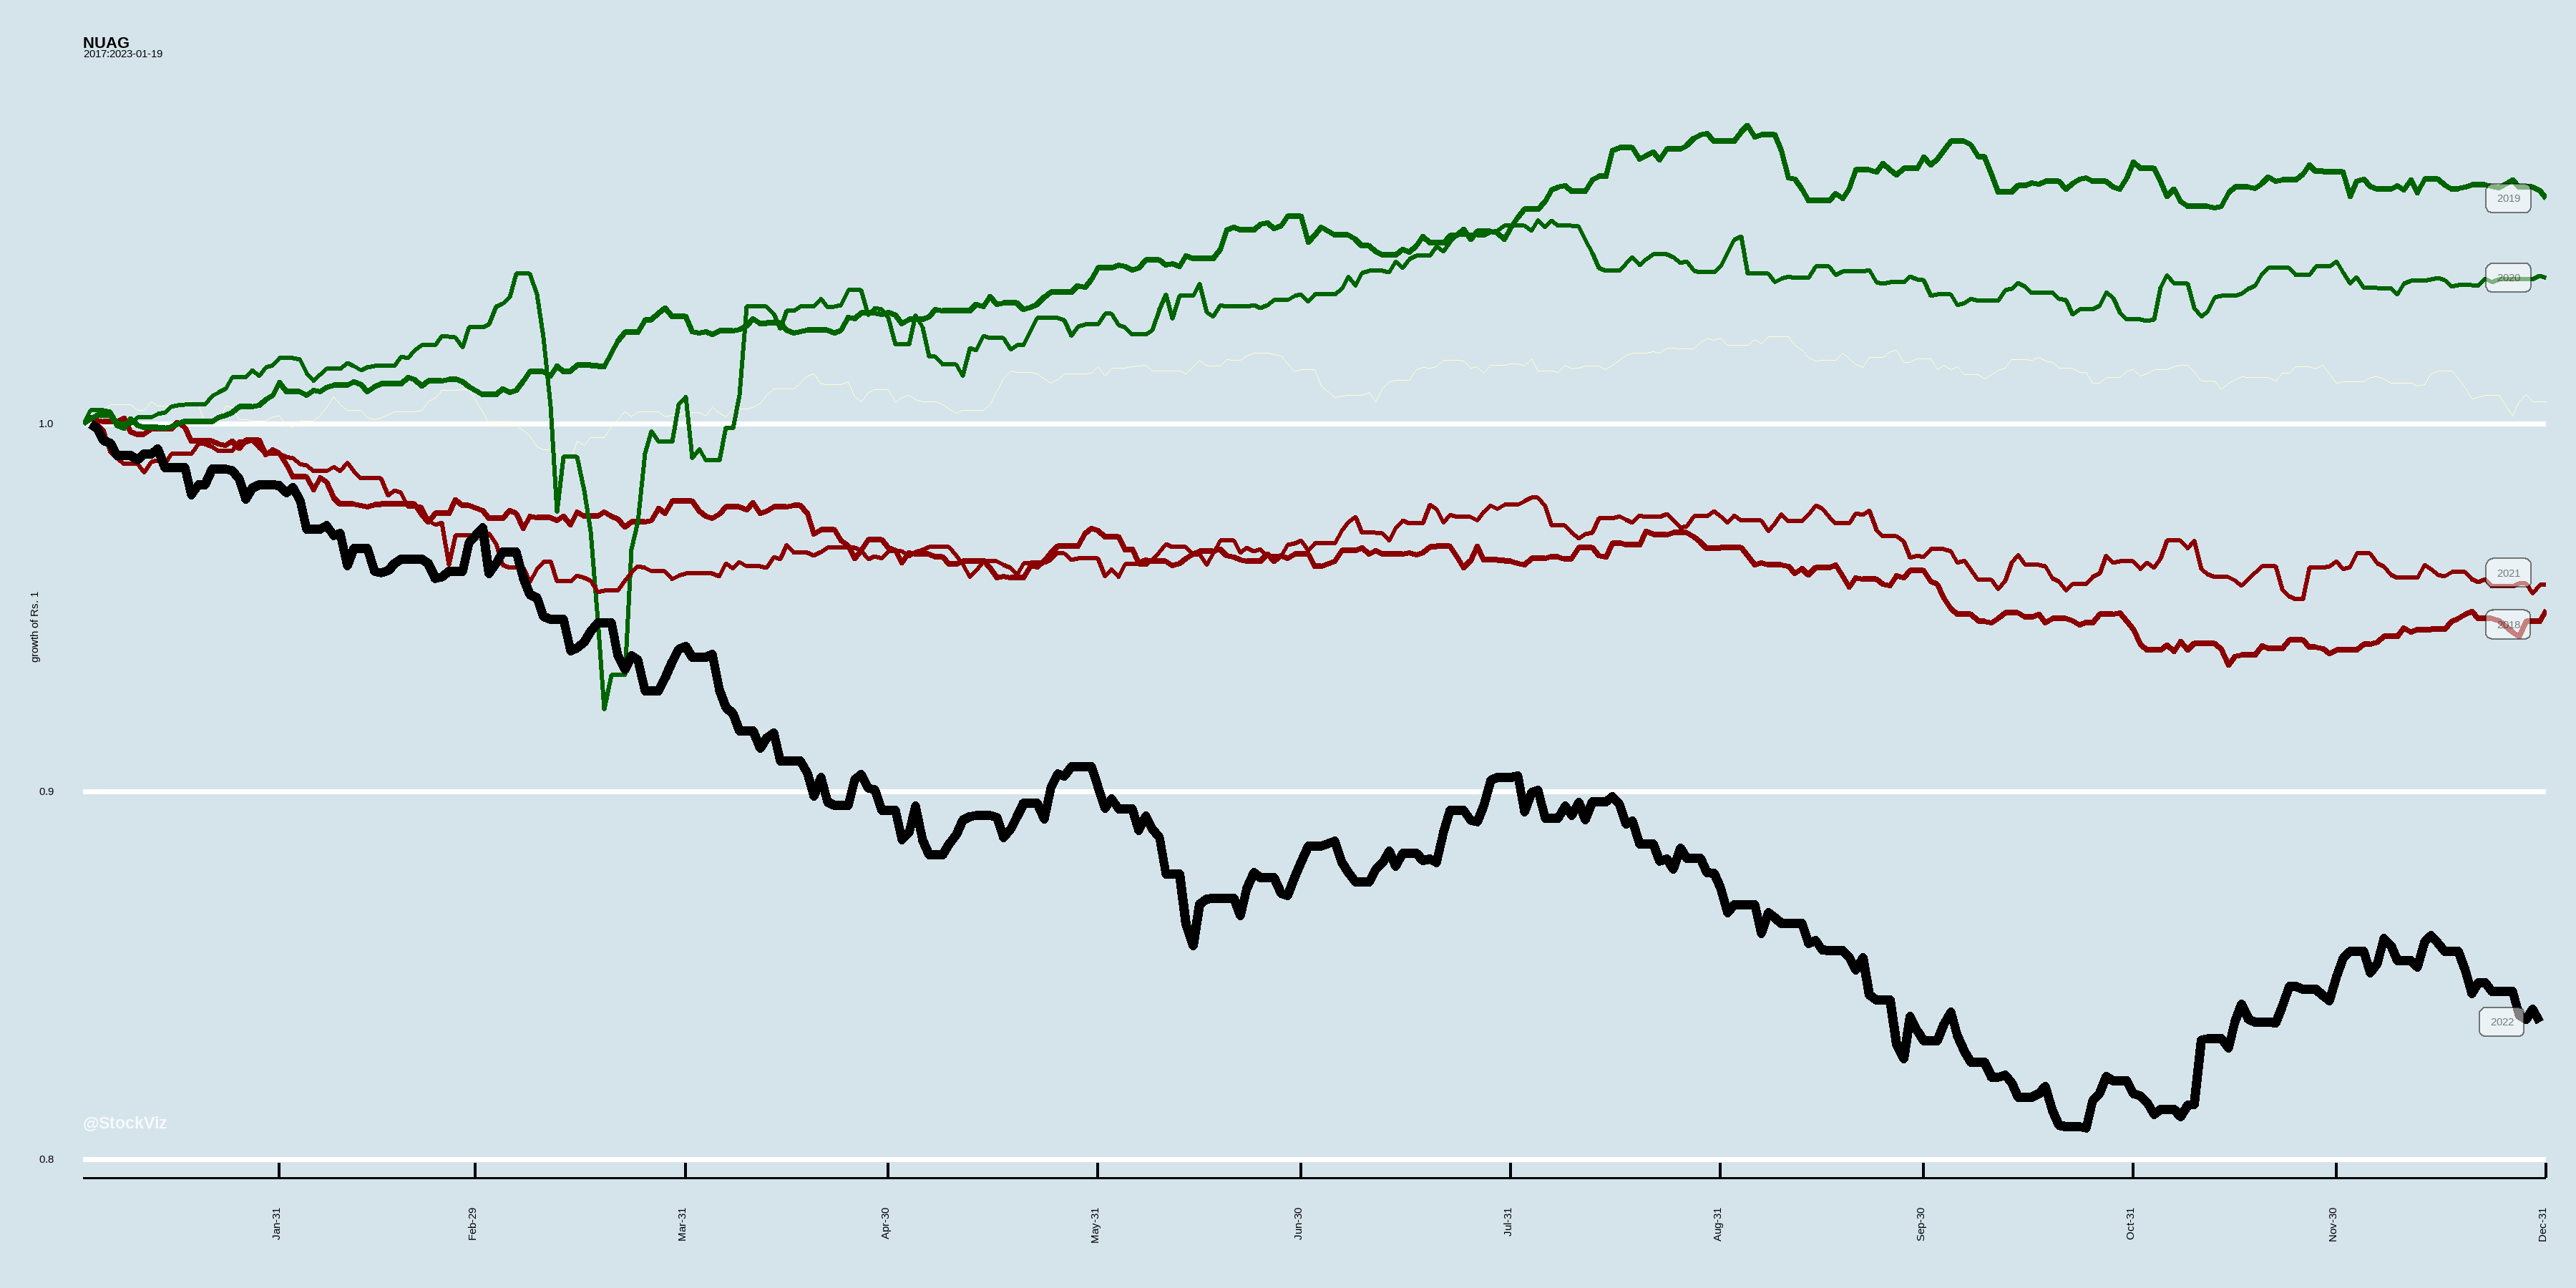 NUAG
2017:2023-01-19
2019
2020
1.0
2021
growth of Rs. 1
2018
0.9
2022
@StockViz
0.8
Jan-31
Feb-29
Mar-31
Apr-30
May-31
Jun-30
Jul-31
Aug-31
Sep-30
Oct-31
Nov-30
Dec-31